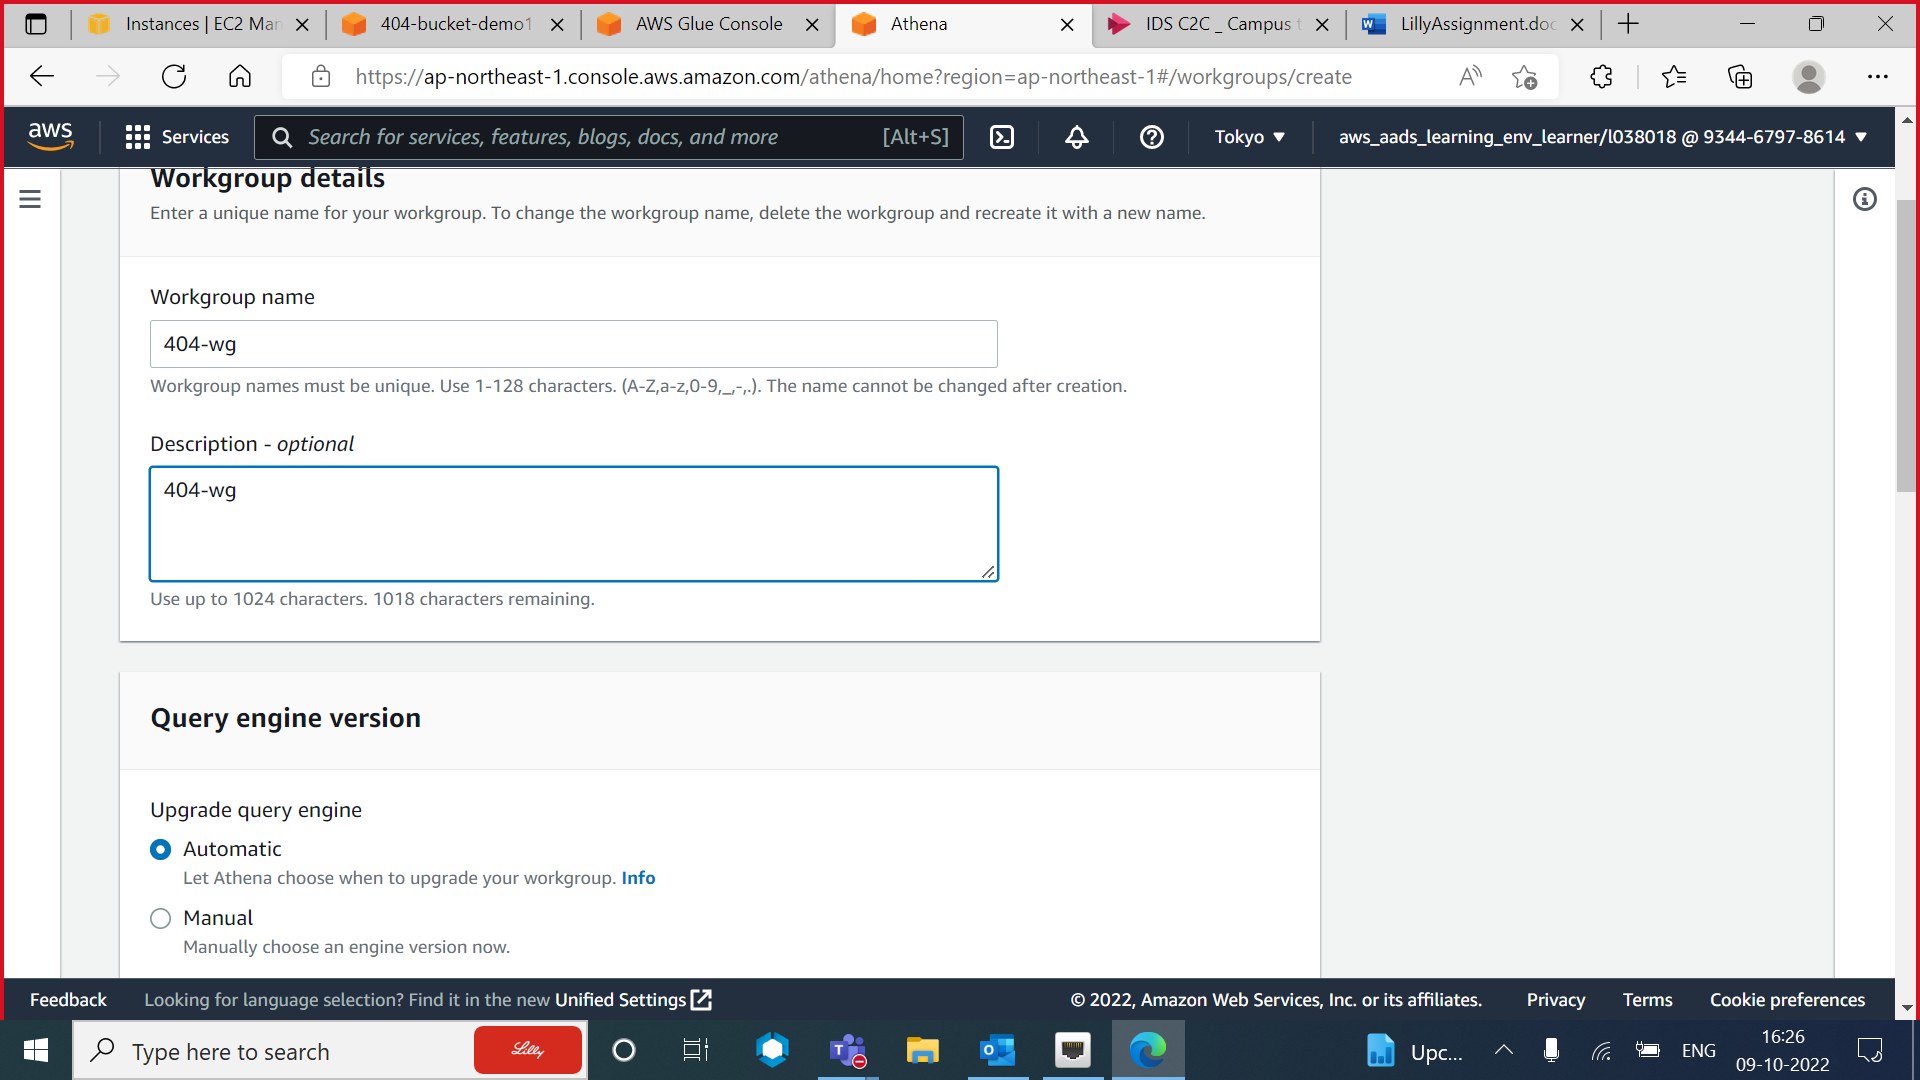 Instances | EC2 Man
404-bucket-demo1
AWS Glue Console
Athena
IDS C2C _ Campus t
LillyAssignment.doc
https://ap-northeast-1.console.aws.amazon.com/athena/home?region=ap-northeast-1#/workgroups/create
aws
Services
Search for services, features, blogs, docs, and more
[Alt+S]
Tokyo
aws_aads_learning_env_learner/l038018 @ 9344-6797-8614
Workgroup details
Enter a unique name for your workgroup. To change the workgroup name, delete the workgroup and recreate it with a new name.
Workgroup name
404-wg
Workgroup names must be unique. Use 1-128 characters. (A-Z,a-z,0-9,_,-,.). The name cannot be changed after creation.
Description - optional
404-wg
Use up to 1024 characters. 1018 characters remaining.
Query engine version
Upgrade query engine
Automatic
Let Athena choose when to upgrade your workgroup. Info
Manual
Manually choose an engine version now.
Feedback
Looking for language selection? Find it in the new Unified Settings
© 2022, Amazon Web Services, Inc. or its affiliates.
Privacy
Terms
Cookie preferences
Type here to search
Lilly
Upc...
ENG
16:26
09-10-2022